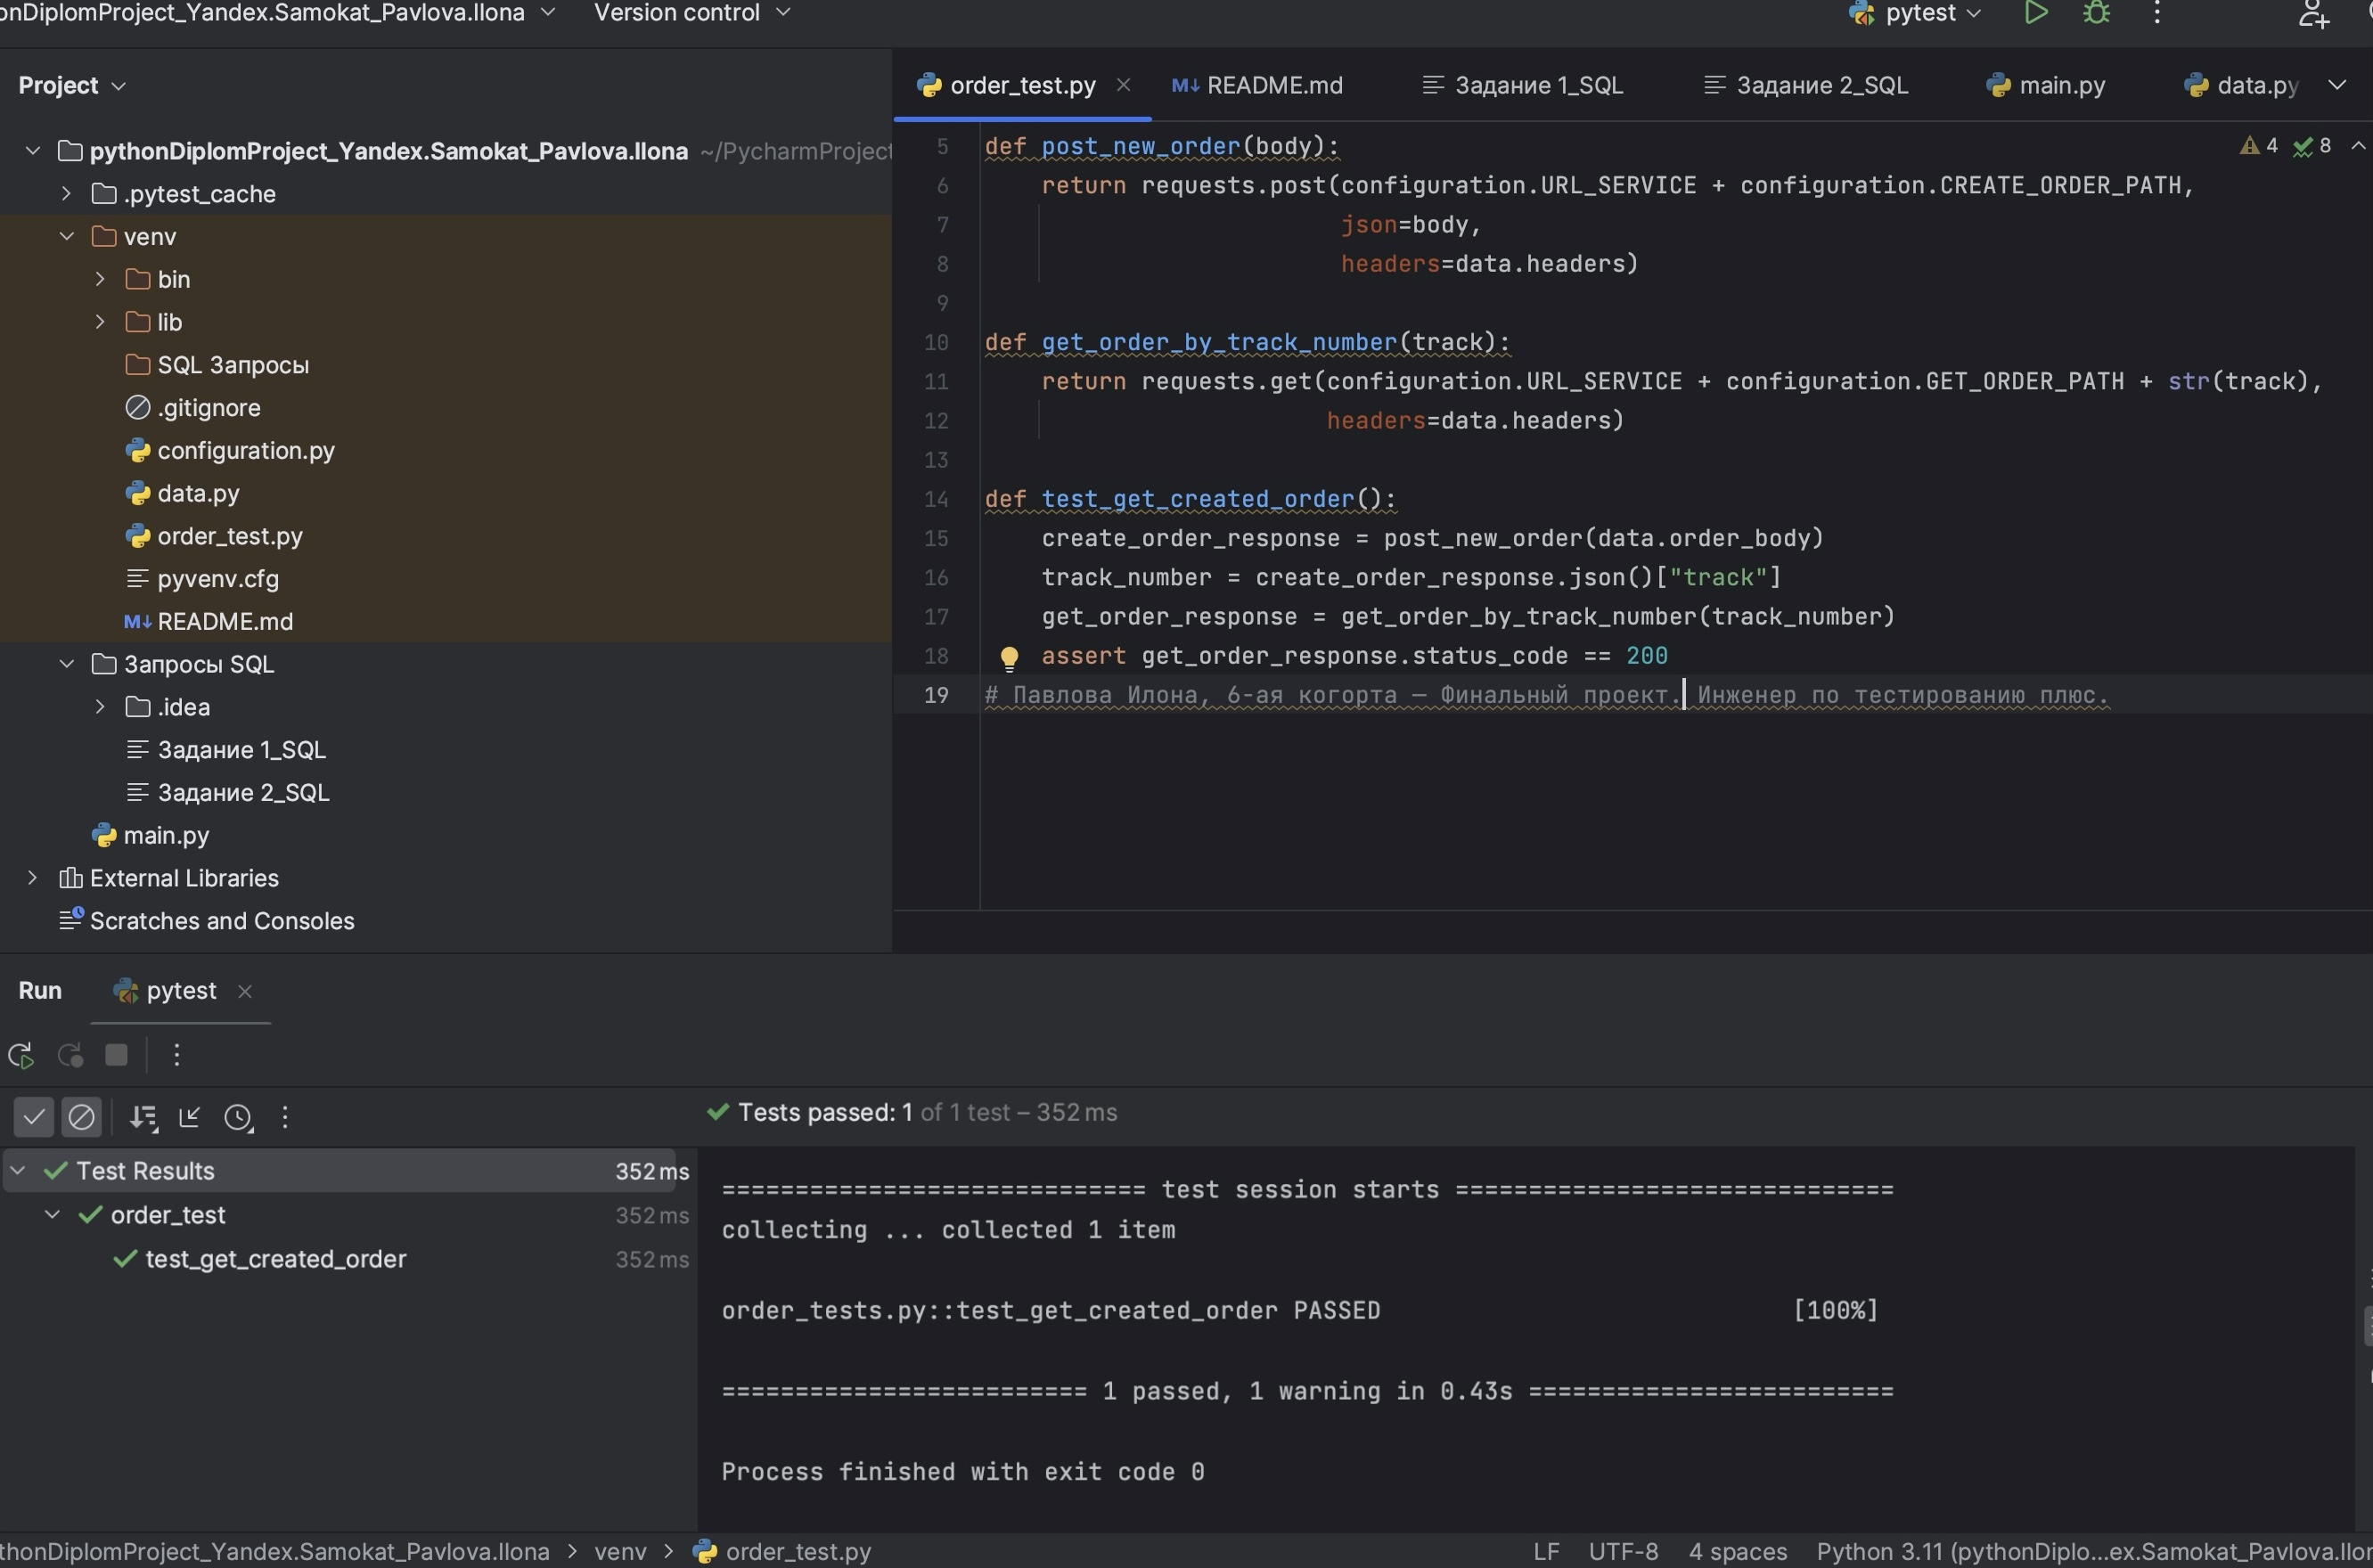 onDiplomProject_Yandex.Samokat_Pavlova.Ilona Version control pytest
Project
pythonDiplomProject_Yandex.Samokat_Pavlova.Ilona ~/PycharmProject
.pytest_cache
venv
bin
lib
SQL Запросы
.gitignore
configuration.py
data.py
order_test.py
pyvenv.cfg
README.md
Запросы SQL
.idea
Задание 1_SQL
Задание 2_SQL
main.py
External Libraries
Scratches and Consoles
order_test.py README.md Задание 1_SQL Задание 2_SQL main.py data.py
4 8
5 def post_new_order(body):
6 return requests.post(configuration.URL_SERVICE + configuration.CREATE_ORDER_PATH,
7 json=body,
8 headers=data.headers)
9
10 def get_order_by_track_number(track):
11 return requests.get(configuration.URL_SERVICE + configuration.GET_ORDER_PATH + str(track),
12 headers=data.headers)
13
14 def test_get_created_order():
15 create_order_response = post_new_order(data.order_body)
16 track_number = create_order_response.json()["track"]
17 get_order_response = get_order_by_track_number(track_number)
18 assert get_order_response.status_code == 200
19 # Павлова Илона, 6-ая когорта — Финальный проект. Инженер по тестированию плюс.
Run pytest
Tests passed: 1 of 1 test – 352 ms
Test Results 352 ms
order_test 352 ms
test_get_created_order 352 ms
============================= test session starts ==============================
collecting ... collected 1 item
order_tests.py::test_get_created_order PASSED [100%]
========================= 1 passed, 1 warning in 0.43s =========================
Process finished with exit code 0
thonDiplomProject_Yandex.Samokat_Pavlova.Ilona > venv > order_test.py LF UTF-8 4 spaces Python 3.11 (pythonDiplo...ex.Samokat_Pavlova.Ilon